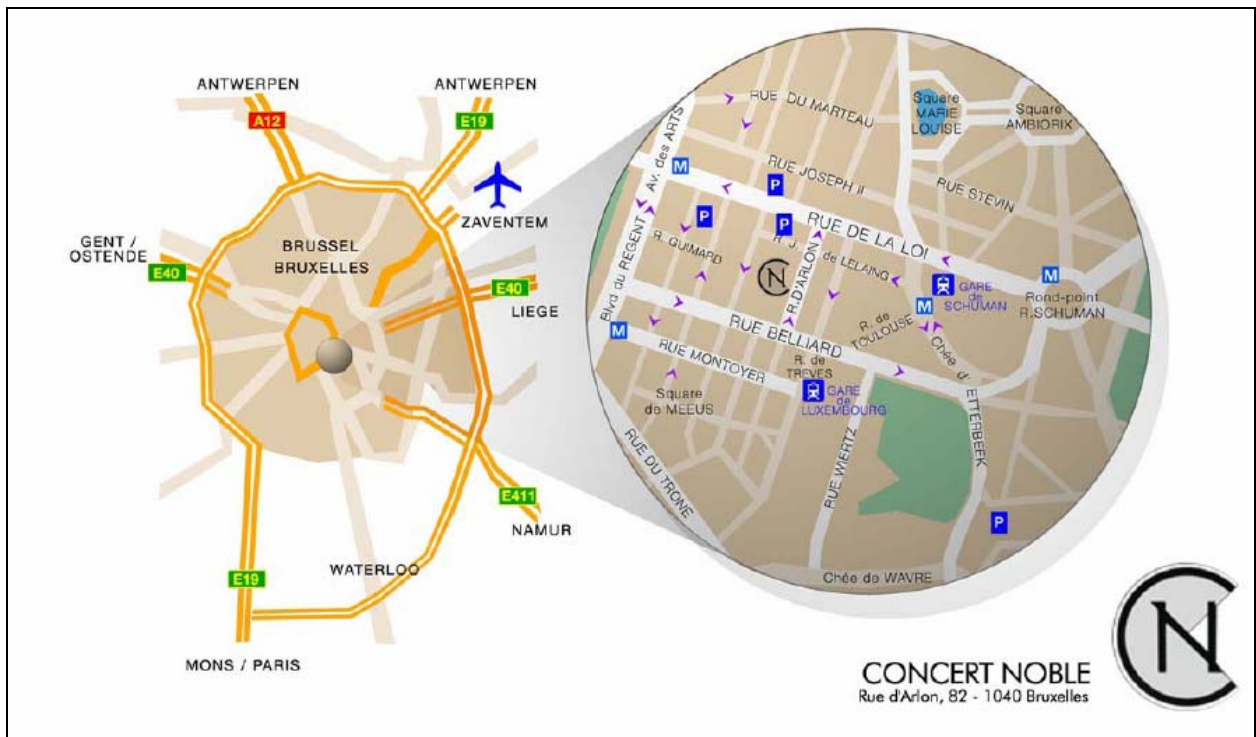 ANTWERPEN
ANTWERPEN
A12
E19
ZAVENTEM
GENT /
OSTENDE
BRUSSEL
BRUXELLES
E40
E40
LIEGE
E411
NAMUR
WATERLOO
E19
MONS / PARIS
RUE DU MARTEAU
Square
MARIE
LOUISE
Square
AMBIORIX
Av. des ARTS
M
RUE JOSEPH II
P
RUE STEVIN
P
P
RUE DE LA LOI
Blvd du REGENT
R. GUIMARD
R. J.
de LELAING
R.D'ARLON
CN
M
GARE
de
SCHUMAN
Rond-point
R.SCHUMAN
M
M
RUE BELLIARD
R. de
TOULOUSE
Chée d'
ETTERBEEK
RUE MONTOYER
R. de
TREVES
Square
de MEEUS
GARE
de
LUXEMBOURG
RUE WIERTZ
RUE DU TRONE
P
Chée de WAVRE
CN
CONCERT NOBLE
Rue d'Arlon, 82 - 1040 Bruxelles